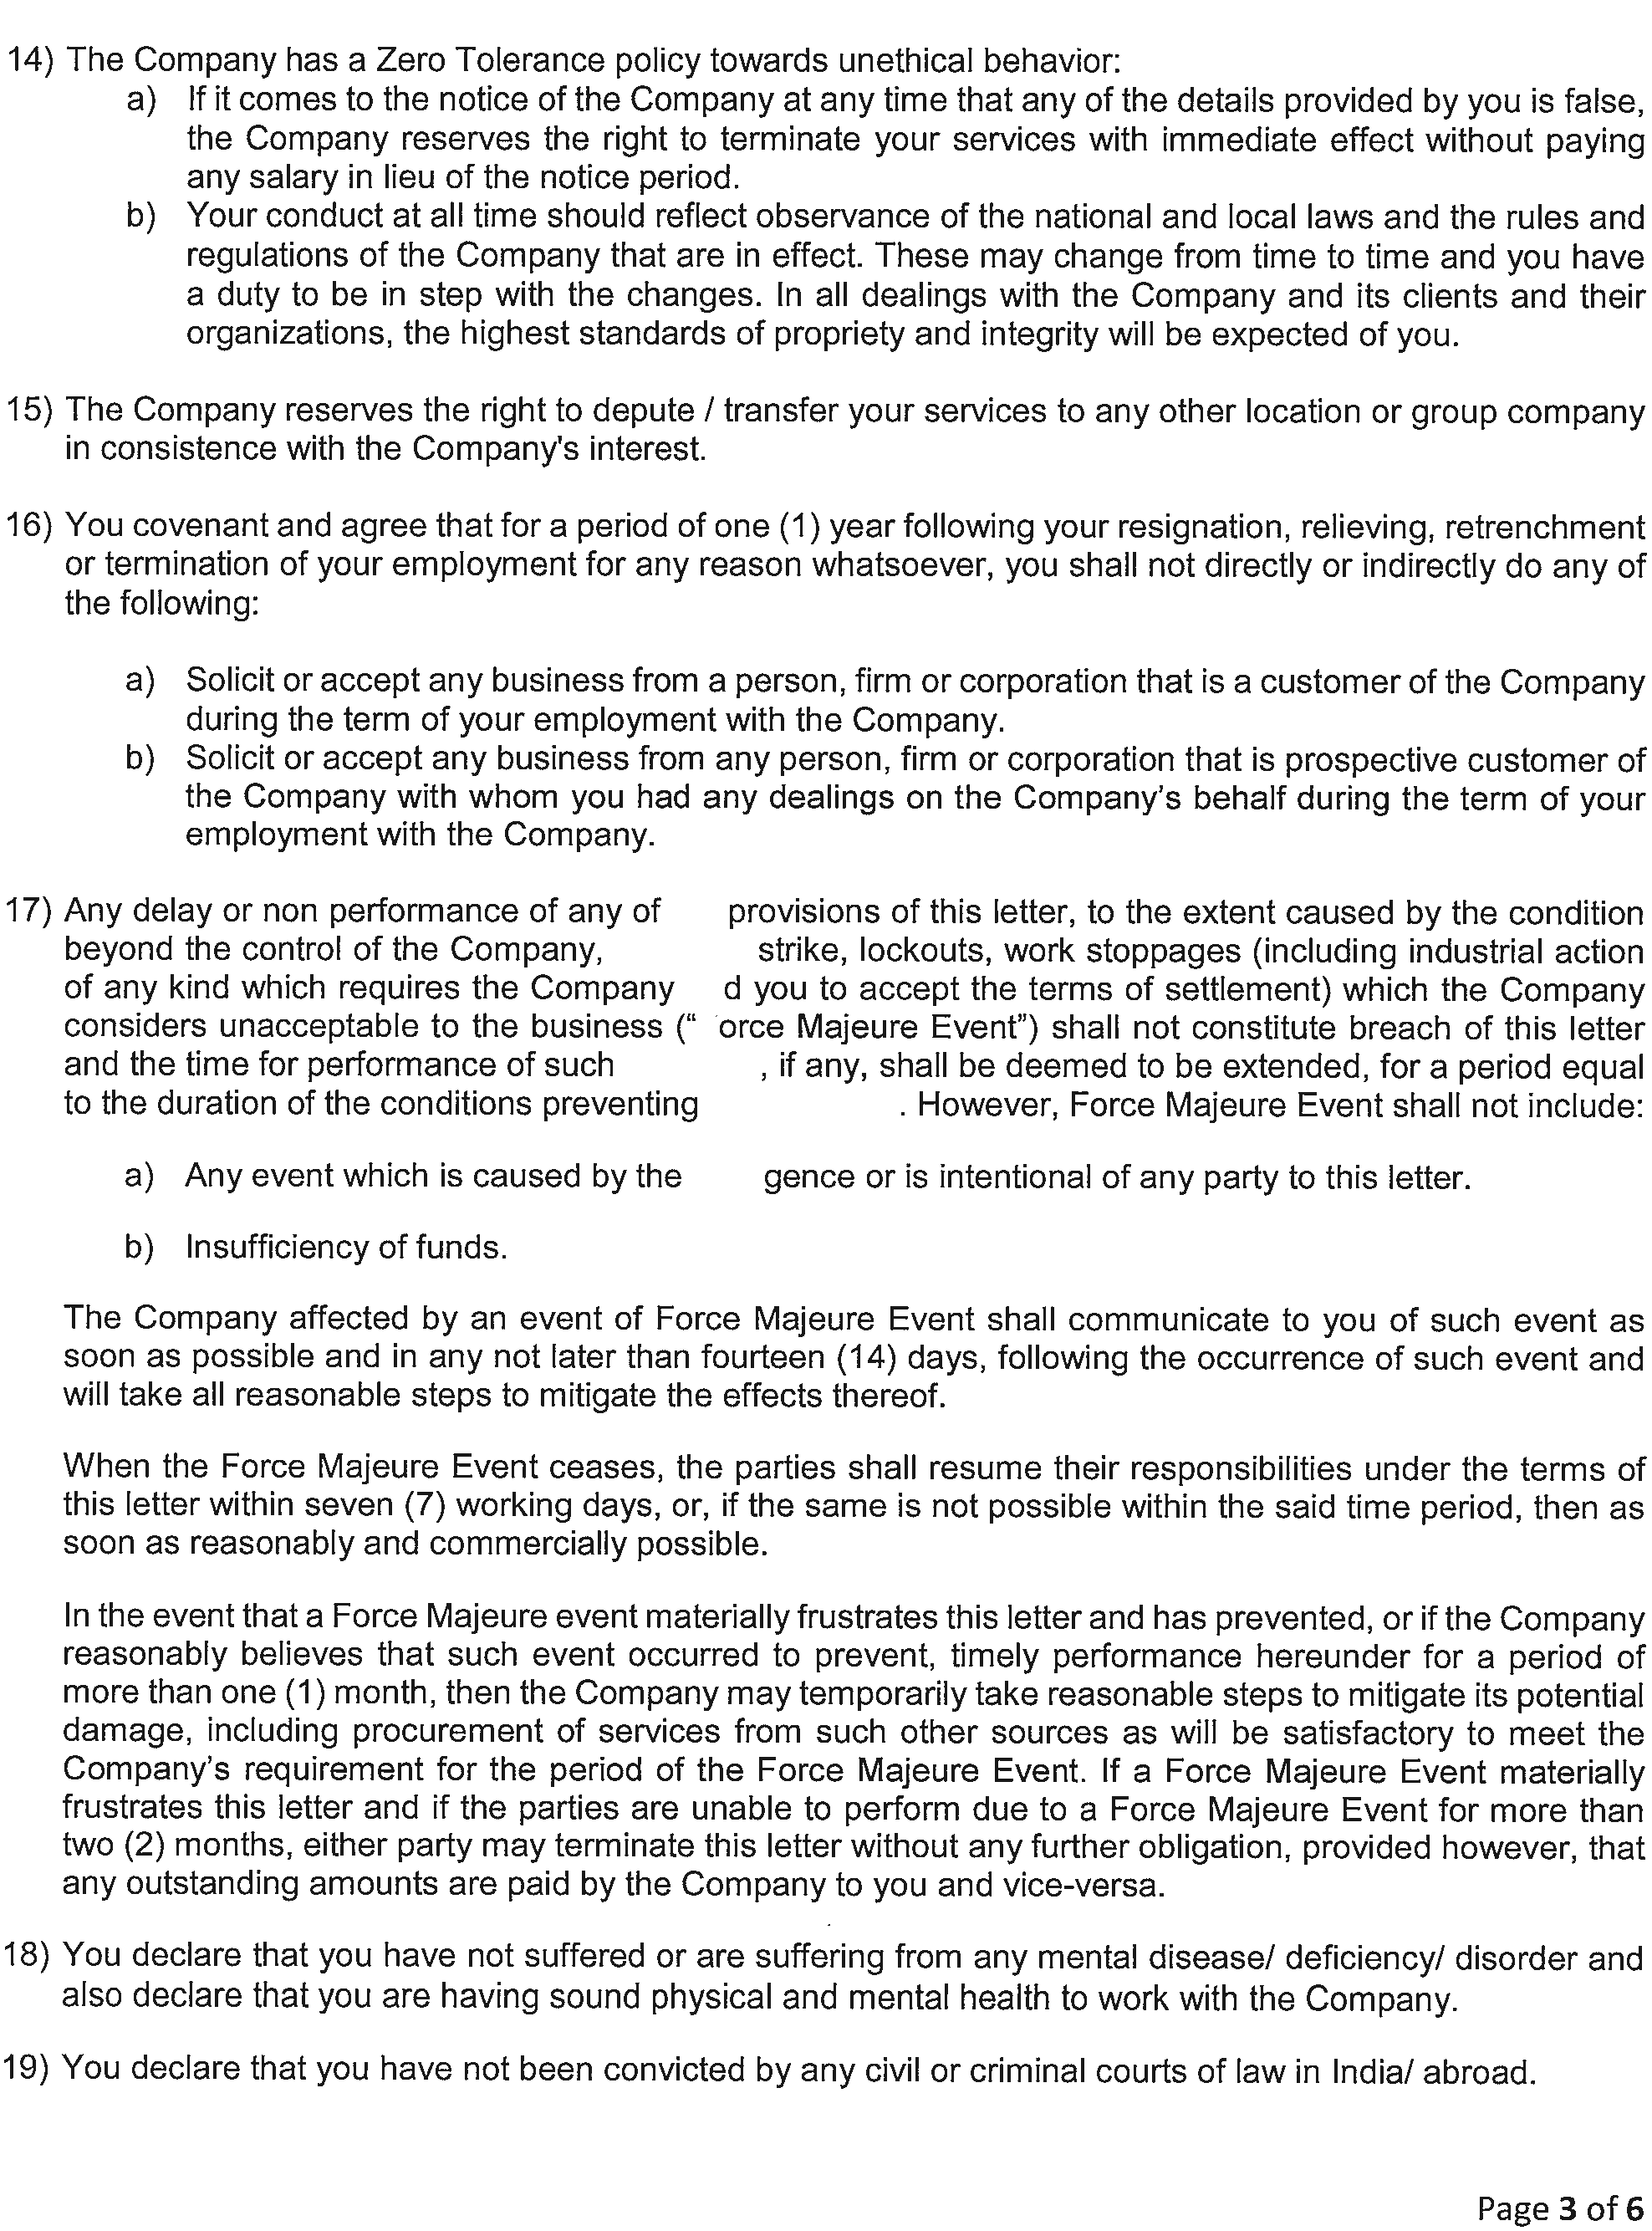 14) The Company has a Zero Tolerance policy towards unethical behavior:
a) If it comes to the notice of the Company at any time that any of the details provided by you is false,
the Company reserves the right to terminate your services with immediate effect without paying
any salary in lieu of the notice period.
b) Your conduct at all time should reflect observance of the national and local laws and the rules and
regulations of the Company that are in effect. These may change from time to time and you have
a duty to be in step with the changes. In all dealings with the Company and its clients and their
organizations, the highest standards of propriety and integrity will be expected of you.
15) The Company reserves the right to depute / transfer your services to any other location or group company
in consistence with the Company's interest.
16) You covenant and agree that for a period of one (1) year following your resignation, relieving, retrenchment
or termination of your employment for any reason whatsoever, you shall not directly or indirectly do any of
the following:
a) Solicit or accept any business from a person, firm or corporation that is a customer of the Company
during the term of your employment with the Company.
b) Solicit or accept any business from any person, firm or corporation that is prospective customer of
the Company with whom you had any dealings on the Company's behalf during the term of your
employment with the Company.
17) Any delay or non performance of any of provisions of this letter, to the extent caused by the condition
beyond the control of the Company, strike, lockouts, work stoppages (including industrial action
of any kind which requires the Company d you to accept the terms of settlement) which the Company
considers unacceptable to the business (“ orce Majeure Event”) shall not constitute breach of this letter
and the time for performance of such , if any, shall be deemed to be extended, for a period equal
to the duration of the conditions preventing . However, Force Majeure Event shall not include:
a) Any event which is caused by the gence or is intentional of any party to this letter.
b) Insufficiency of funds.
The Company affected by an event of Force Majeure Event shall communicate to you of such event as
soon as possible and in any not later than fourteen (14) days, following the occurrence of such event and
will take all reasonable steps to mitigate the effects thereof.
When the Force Majeure Event ceases, the parties shall resume their responsibilities under the terms of
this letter within seven (7) working days, or, if the same is not possible within the said time period, then as
soon as reasonably and commercially possible.
In the event that a Force Majeure event materially frustrates this letter and has prevented, or if the Company
reasonably believes that such event occurred to prevent, timely performance hereunder for a period of
more than one (1) month, then the Company may temporarily take reasonable steps to mitigate its potential
damage, including procurement of services from such other sources as will be satisfactory to meet the
Company's requirement for the period of the Force Majeure Event. If a Force Majeure Event materially
frustrates this letter and if the parties are unable to perform due to a Force Majeure Event for more than
two (2) months, either party may terminate this letter without any further obligation, provided however, that
any outstanding amounts are paid by the Company to you and vice-versa.
18) You declare that you have not suffered or are suffering from any mental disease/ deficiency/ disorder and
also declare that you are having sound physical and mental health to work with the Company.
19) You declare that you have not been convicted by any civil or criminal courts of law in India/ abroad.
Page 3 of 6